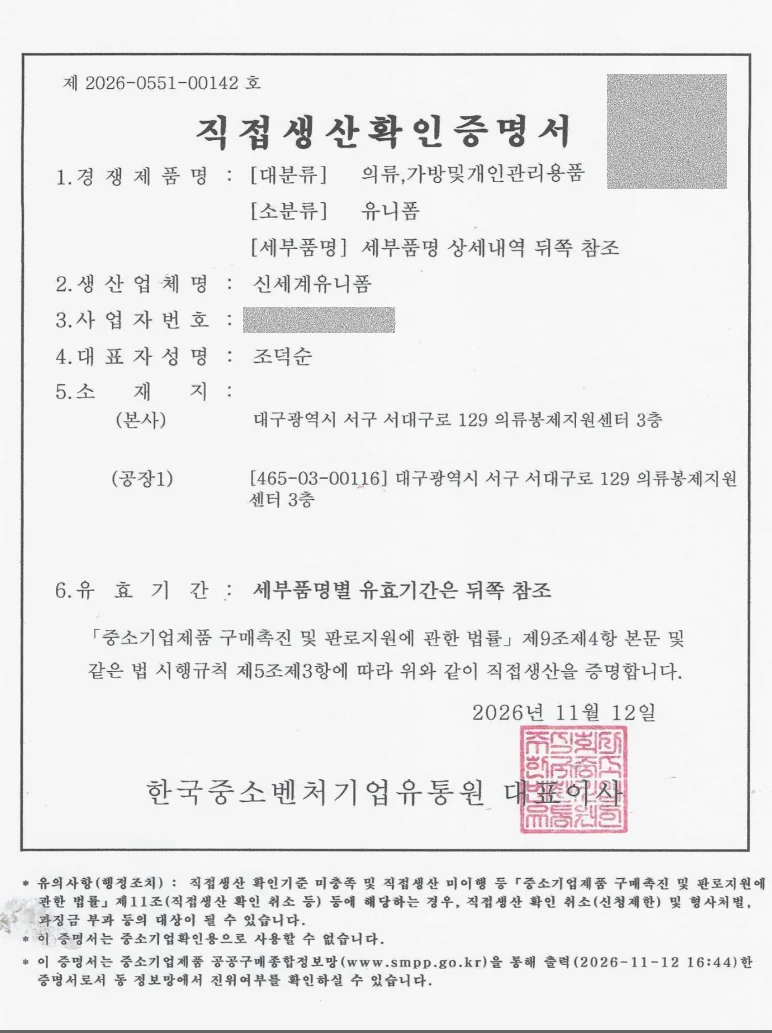 제 2026-0551-00142 호
직접생산확인증명서
1.경 쟁 제 품 명 : [대분류] 의류,가방및개인관리용품
[소분류] 유니폼
[세부품명] 세부품명 상세내역 뒤쪽 참조
2.생 산 업 체 명 : 신세계유니폼
3.사 업 자 번 호 :
4.대 표 자 성 명 : 조덕순
5.소 재 지 :
(본사) 대구광역시 서구 서대구로 129 의류봉제지원센터 3층
(공장1) [465-03-00116] 대구광역시 서구 서대구로 129 의류봉제지원
센터 3층
6.유 효 기 간 : 세부품명별 유효기간은 뒤쪽 참조
「중소기업제품 구매촉진 및 판로지원에 관한 법률」 제9조제4항 본문 및
같은 법 시행규칙 제5조제3항에 따라 위와 같이 직접생산을 증명합니다.
2026년 11월 12일
한국중소벤처기업유통원 대표이사
* 유의사항(행정조치) : 직접생산 확인기준 미충족 및 직접생산 미이행 등 「중소기업제품 구매촉진 및 판로지원에
관한 법률」 제11조(직접생산 확인 취소 등) 등에 해당하는 경우, 직접생산 확인 취소(신청제한) 및 형사처벌,
과징금 부과 등의 대상이 될 수 있습니다.
* 이 증명서는 중소기업확인용으로 사용할 수 없습니다.
* 이 증명서는 중소기업제품 공공구매종합정보망(www.smpp.go.kr)을 통해 출력(2026-11-12 16:44)한
증명서로서 동 정보망에서 진위여부를 확인하실 수 있습니다.